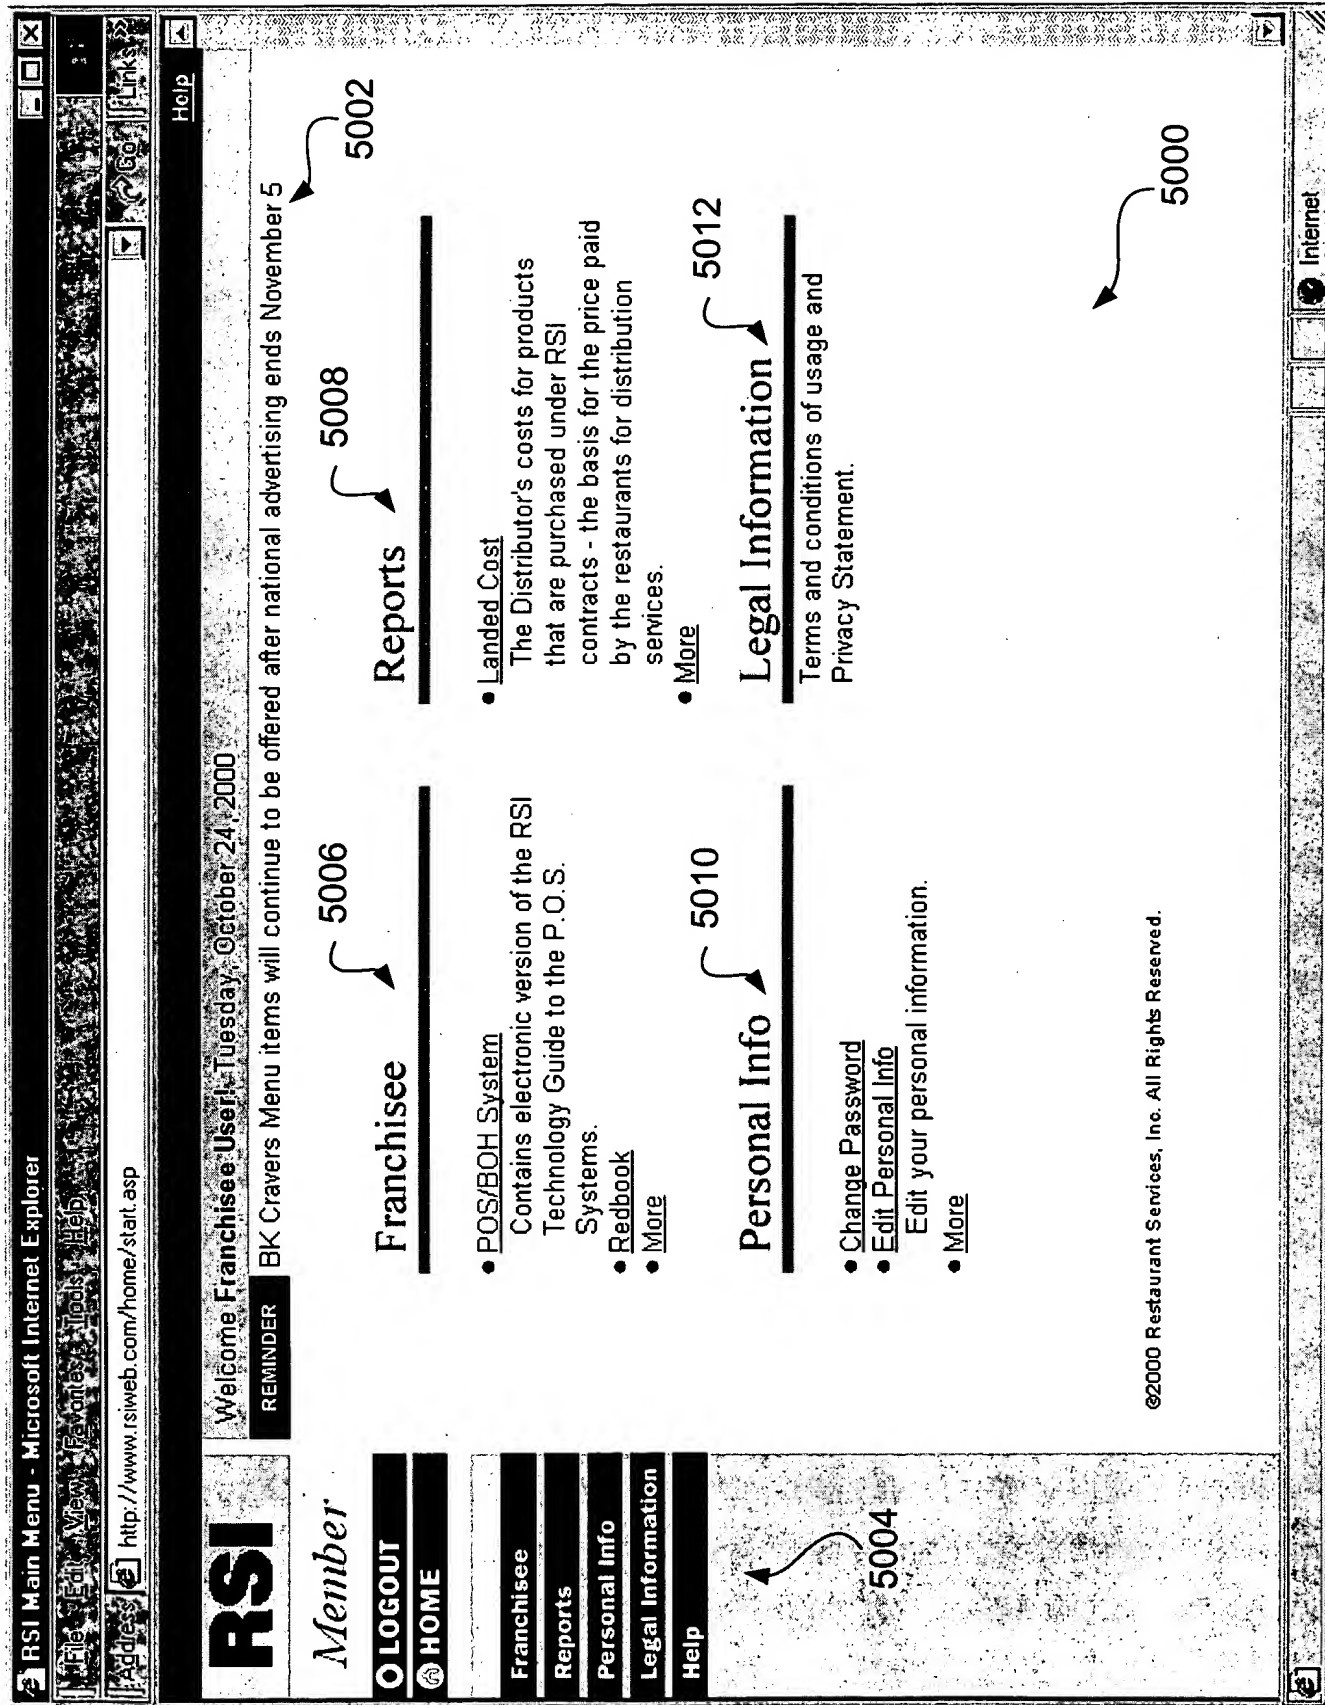 RSI Main Menu - Microsoft Internet Explorer
File Edit View Favorites Tools Help
Address http://www.rsiweb.com/home/start.asp
Go Links »
Help
RSI
Welcome Franchisee User! Tuesday, October 24, 2000
REMINDER BK Cravers Menu items will continue to be offered after national advertising ends November 5
5002
Member
LOGOUT
HOME
Franchisee
Reports
Personal Info
Legal Information
Help
5004
Franchisee
5006
• POS/BOH System
Contains electronic version of the RSI
Technology Guide to the P.O.S.
Systems.
• Redbook
• More
Reports
5008
• Landed Cost
The Distributor's costs for products
that are purchased under RSI
contracts - the basis for the price paid
by the restaurants for distribution
services.
• More
Personal Info
5010
• Change Password
• Edit Personal Info
Edit your personal information.
• More
Legal Information
5012
Terms and conditions of usage and
Privacy Statement.
5000
©2000 Restaurant Services, Inc. All Rights Reserved.
Internet